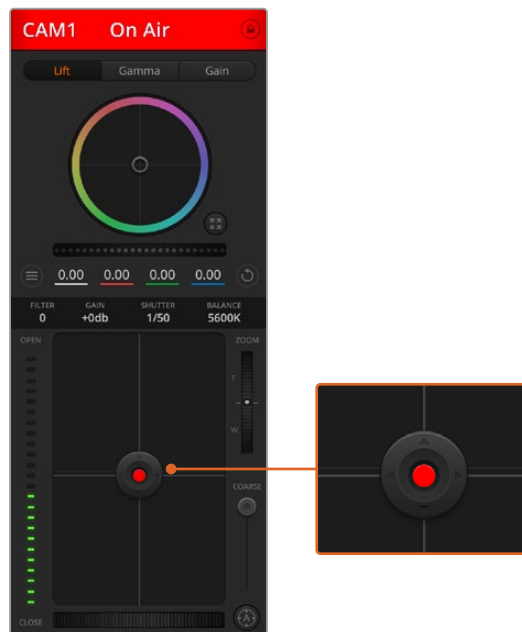 CAM1 On Air
Lift Gamma Gain
0.00 0.00 0.00 0.00
FILTER GAIN SHUTTER BALANCE
0 +0db 1/50 5600K
OPEN ZOOM
T
W
COARSE
CLOSE A